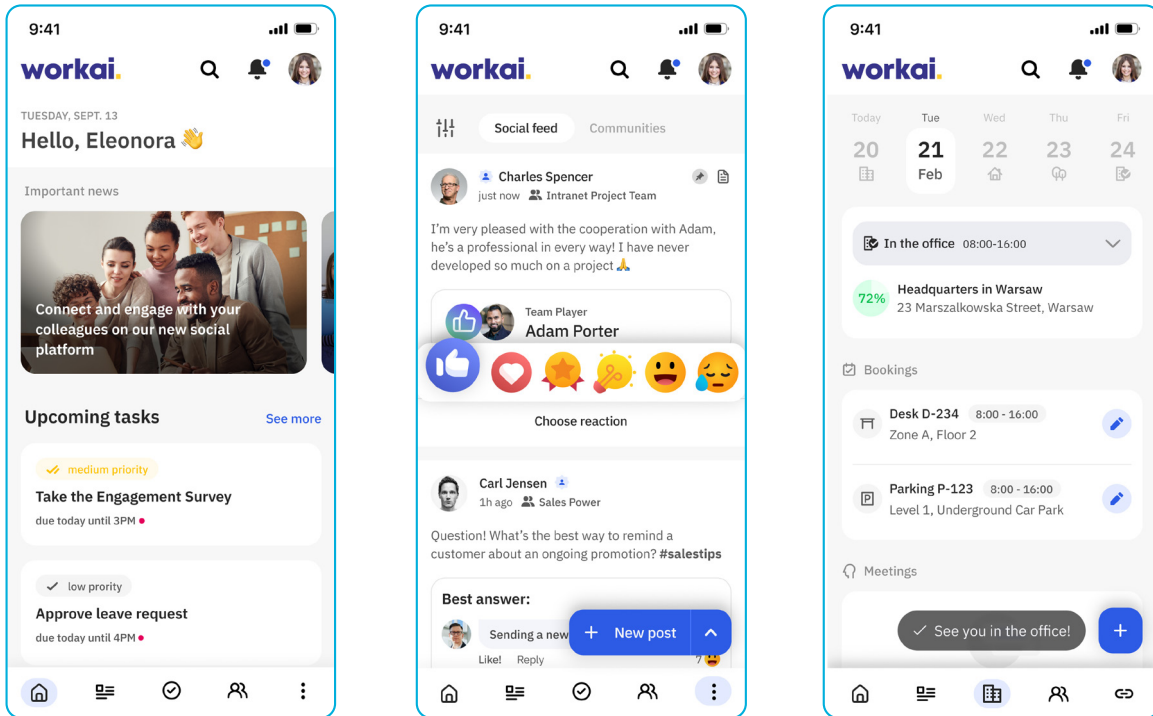 9:41
workai.
TUESDAY, SEPT. 13
Hello, Eleonora 👋
Important news
Connect and engage with your
colleagues on our new social
platform
Upcoming tasks
See more
medium priority
Take the Engagement Survey
due today until 3PM
low prority
Approve leave request
due today until 4PM
9:41
workai.
Social feed
Communities
Charles Spencer
just now Intranet Project Team
I'm very pleased with the cooperation with Adam,
he's a professional in every way! I have never
developed so much on a project 🙏
Team Player
Adam Porter
Choose reaction
Carl Jensen
1h ago Sales Power
Question! What's the best way to remind a
customer about an ongoing promotion? #salestips
Best answer:
Sending a new
+ New post
Like! Reply
7
9:41
workai.
Today Tue Wed Thu Fri
20 21 22 23 24
Feb
In the office 08:00-16:00
72%
Headquarters in Warsaw
23 Marszalkowska Street, Warsaw
Bookings
Desk D-234 8:00 - 16:00
Zone A, Floor 2
Parking P-123 8:00 - 16:00
P
Level 1, Underground Car Park
Meetings
See you in the office!
+